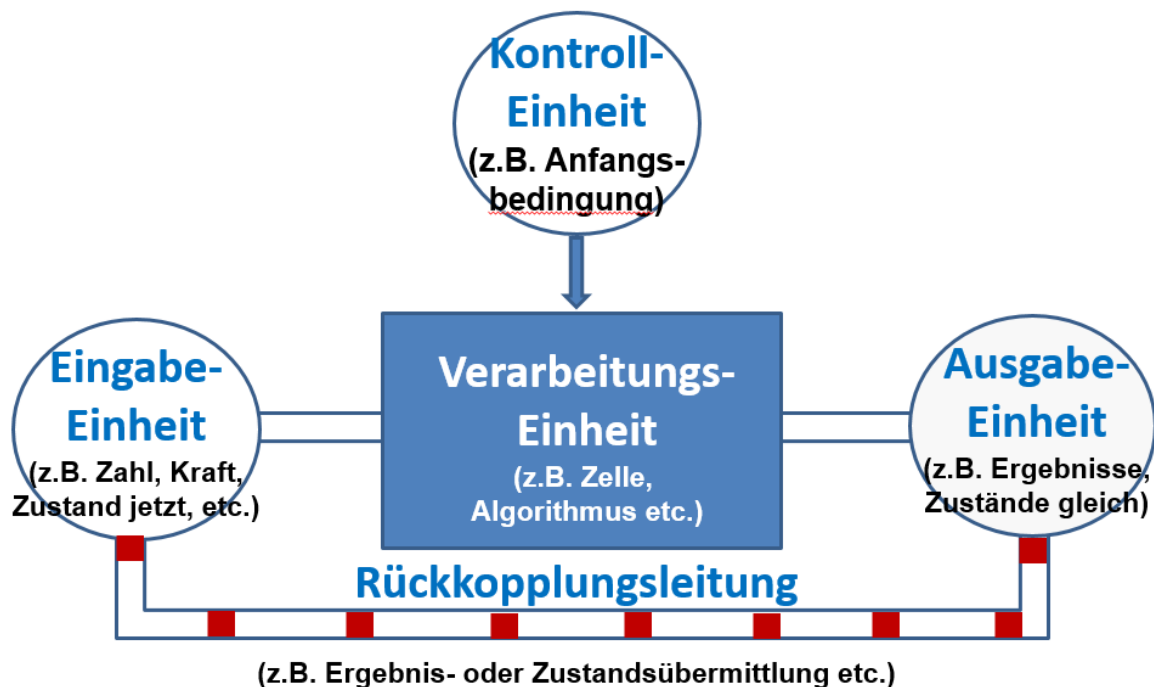 Kontroll-
Einheit
(z.B. Anfangs-
bedingung)
Eingabe-
Einheit
(z.B. Zahl, Kraft,
Zustand jetzt, etc.)
Verarbeitungs-
Einheit
(z.B. Zelle,
Algorithmus etc.)
Ausgabe-
Einheit
(z.B. Ergebnisse,
Zustände gleich)
Rückkopplungsleitung
(z.B. Ergebnis- oder Zustandsübermittlung etc.)